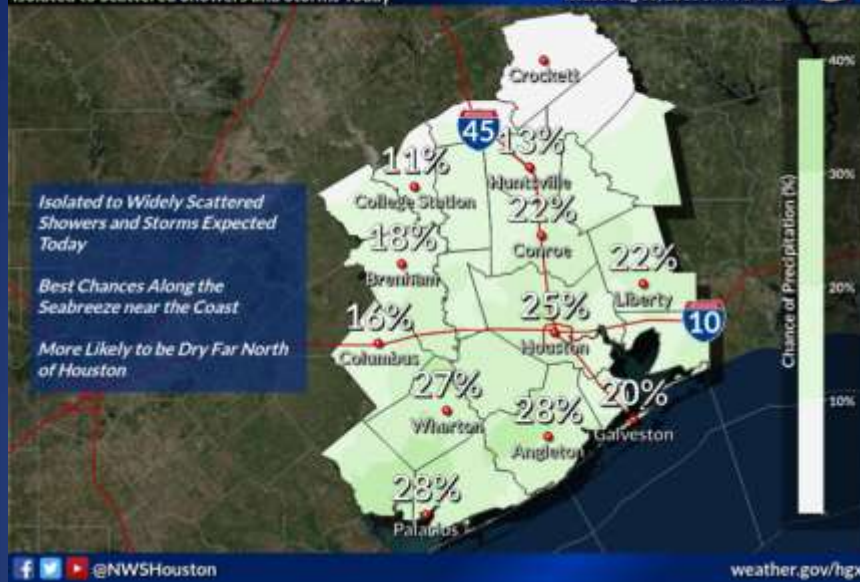 Isolated to Scattered Showers and Storms Today
Crockett
45
13%
Huntsville
11%
College Station
22%
Conroe
18%
Brenham
22%
Liberty
25%
Houston
10
16%
Columbus
27%
Wharton
28%
Angleton
20%
Galveston
28%
Palacios
Isolated to Widely Scattered
Showers and Storms Expected
Today
Best Chances Along the
Seabreeze near the Coast
More Likely to be Dry Far North
of Houston
40%
30%
20%
10%
Chance of Precipitation (%)
@NWSHouston
weather.gov/hgx